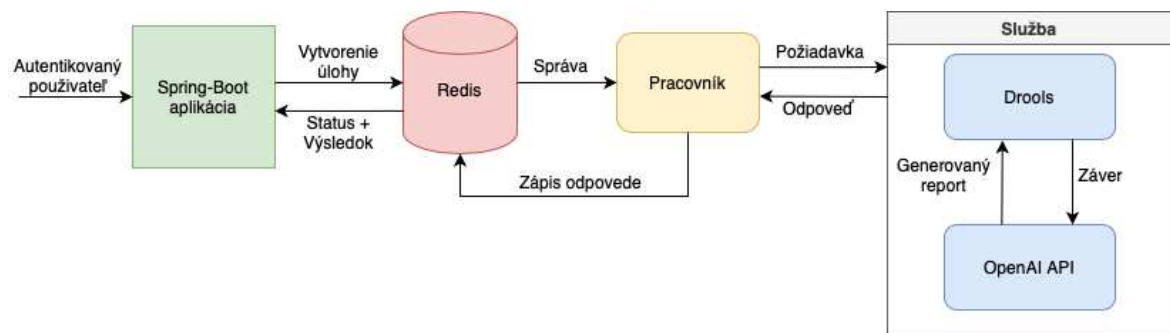 Autentikovaný
používateľ
Spring-Boot
aplikácia
Vytvorenie
úlohy
Status +
Výsledok
Redis
Správa
Zápis odpovede
Pracovník
Požiadavka
Odpoveď
Služba
Drools
Generovaný
report
Záver
OpenAI API